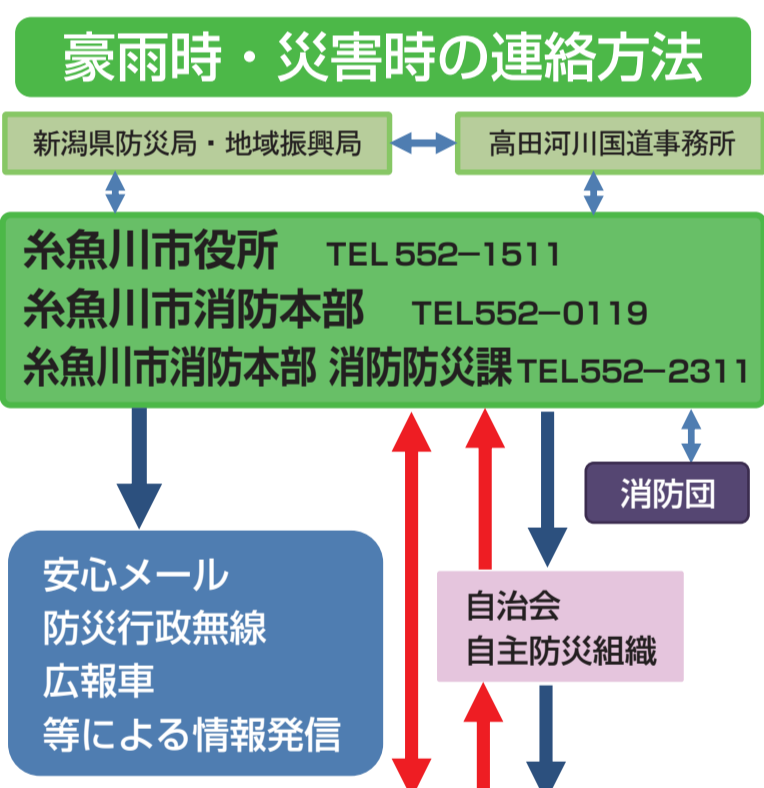 豪雨時・災害時の連絡方法
新潟県防災局・地域振興局
高田河川国道事務所
糸魚川市役所 TEL 552−1511
糸魚川市消防本部 TEL552−0119
糸魚川市消防本部 消防防災課 TEL552−2311
消防団
安心メール
防災行政無線
広報車
等による情報発信
自治会
自主防災組織